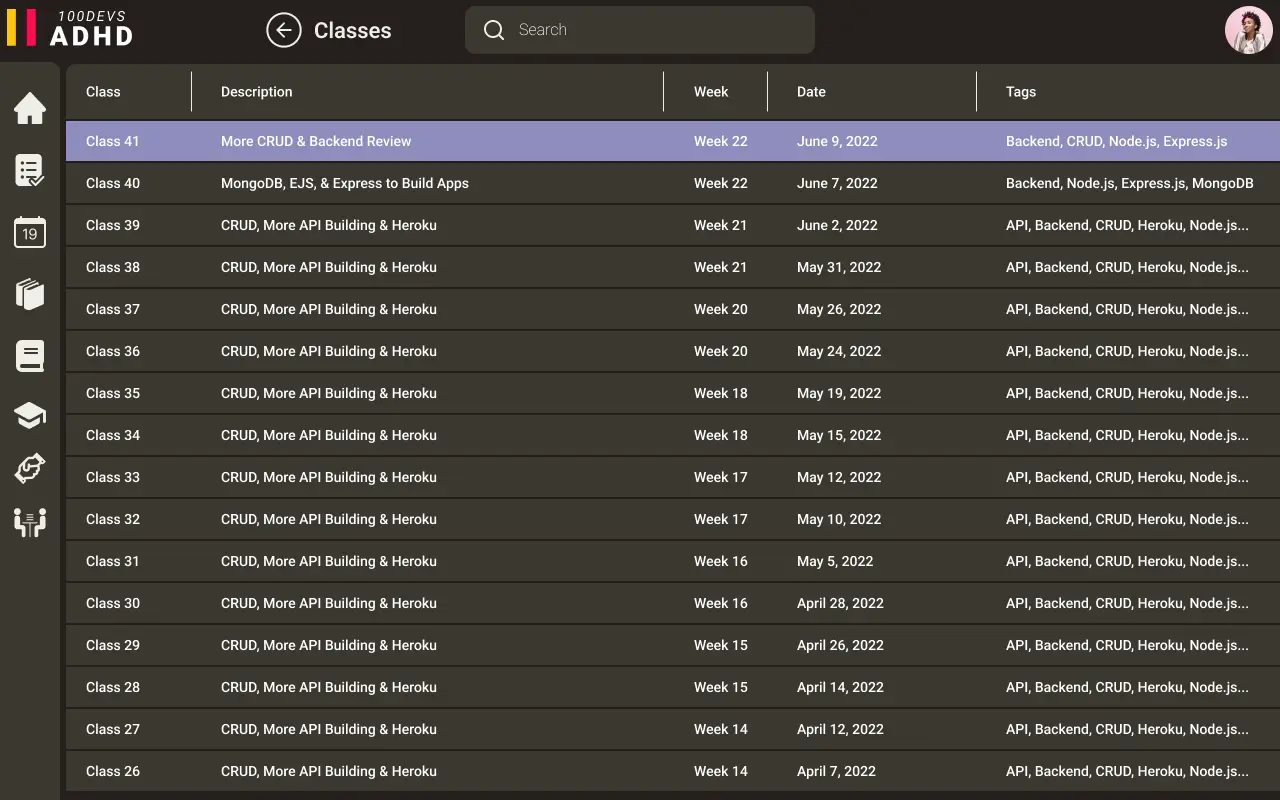 100DEVS
ADHD
Classes
Search
19
Class Description Week Date Tags
Class 41 More CRUD & Backend Review Week 22 June 9, 2022 Backend, CRUD, Node.js, Express.js
Class 40 MongoDB, EJS, & Express to Build Apps Week 22 June 7, 2022 Backend, Node.js, Express.js, MongoDB
Class 39 CRUD, More API Building & Heroku Week 21 June 2, 2022 API, Backend, CRUD, Heroku, Node.js...
Class 38 CRUD, More API Building & Heroku Week 21 May 31, 2022 API, Backend, CRUD, Heroku, Node.js...
Class 37 CRUD, More API Building & Heroku Week 20 May 26, 2022 API, Backend, CRUD, Heroku, Node.js...
Class 36 CRUD, More API Building & Heroku Week 20 May 24, 2022 API, Backend, CRUD, Heroku, Node.js...
Class 35 CRUD, More API Building & Heroku Week 18 May 19, 2022 API, Backend, CRUD, Heroku, Node.js...
Class 34 CRUD, More API Building & Heroku Week 18 May 15, 2022 API, Backend, CRUD, Heroku, Node.js...
Class 33 CRUD, More API Building & Heroku Week 17 May 12, 2022 API, Backend, CRUD, Heroku, Node.js...
Class 32 CRUD, More API Building & Heroku Week 17 May 10, 2022 API, Backend, CRUD, Heroku, Node.js...
Class 31 CRUD, More API Building & Heroku Week 16 May 5, 2022 API, Backend, CRUD, Heroku, Node.js...
Class 30 CRUD, More API Building & Heroku Week 16 April 28, 2022 API, Backend, CRUD, Heroku, Node.js...
Class 29 CRUD, More API Building & Heroku Week 15 April 26, 2022 API, Backend, CRUD, Heroku, Node.js...
Class 28 CRUD, More API Building & Heroku Week 15 April 14, 2022 API, Backend, CRUD, Heroku, Node.js...
Class 27 CRUD, More API Building & Heroku Week 14 April 12, 2022 API, Backend, CRUD, Heroku, Node.js...
Class 26 CRUD, More API Building & Heroku Week 14 April 7, 2022 API, Backend, CRUD, Heroku, Node.js...